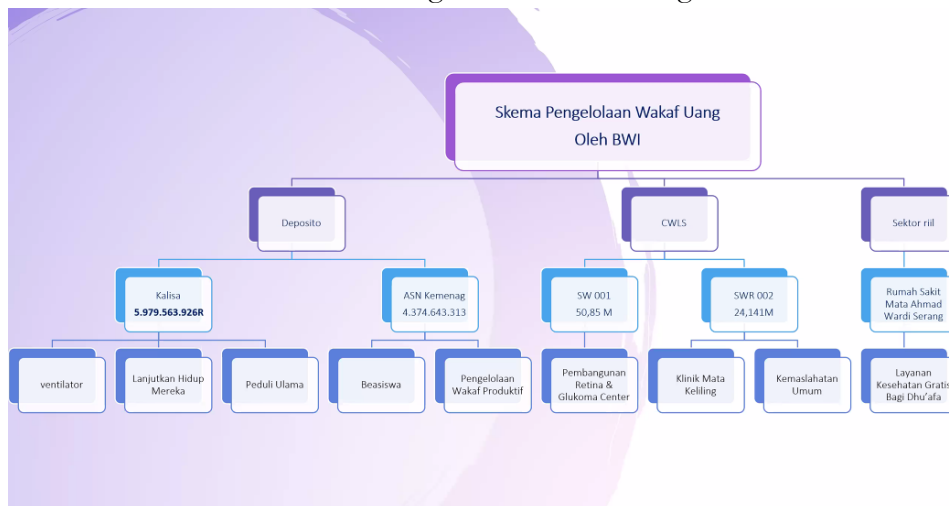 Skema Pengelolaan Wakaf Uang
Oleh BWI
Deposito
CWLS
Sektor riil
Kalisa
5.979.563.926R
ASN Kemenag
4.374.643.313
SW 001
50,85 M
SWR 002
24,141M
Rumah Sakit
Mata Ahmad
Wardi Serang
ventilator
Lanjutkan Hidup
Mereka
Peduli Ulama
Beasiswa
Pengelolaan
Wakaf Produktif
Pembangunan
Retina &
Glukoma Center
Klinik Mata
Keliling
Kemaslahatan
Umum
Layanan
Kesehatan Gratis
Bagi Dhu'afa